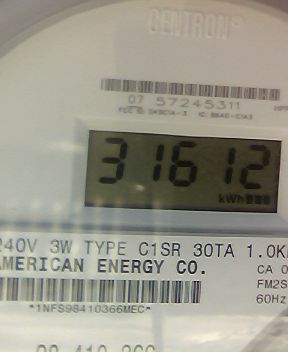 CENTRON®
07 57245311
31612
kWh
240V 3W TYPE C1SR 30TA 1.0K
AMERICAN ENERGY CO.
CA 0
FM2S
60Hz
*1NFS98410366MEC*